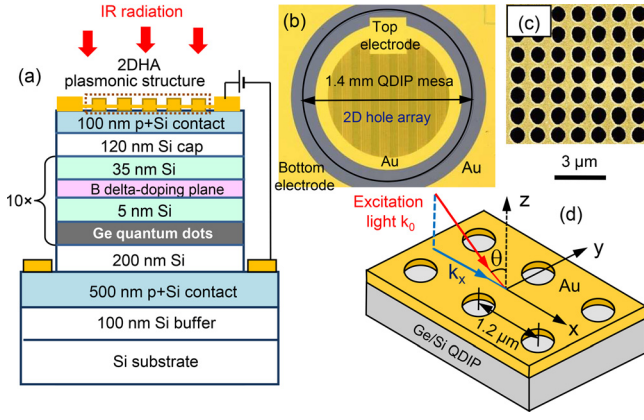 IR radiation
(a)
2DHA
plasmonic structure
100 nm p+Si contact
120 nm Si cap
35 nm Si
B delta-doping plane
10×
5 nm Si
Ge quantum dots
200 nm Si
500 nm p+Si contact
100 nm Si buffer
Si substrate
(b)
Top
electrode
1.4 mm QDIP mesa
2D hole array
Au
Bottom
electrode
Au
(c)
3 μm
(d)
Excitation
light k0
z
θ
y
kx
Au
x
1.2 μm
Ge/Si QDIP